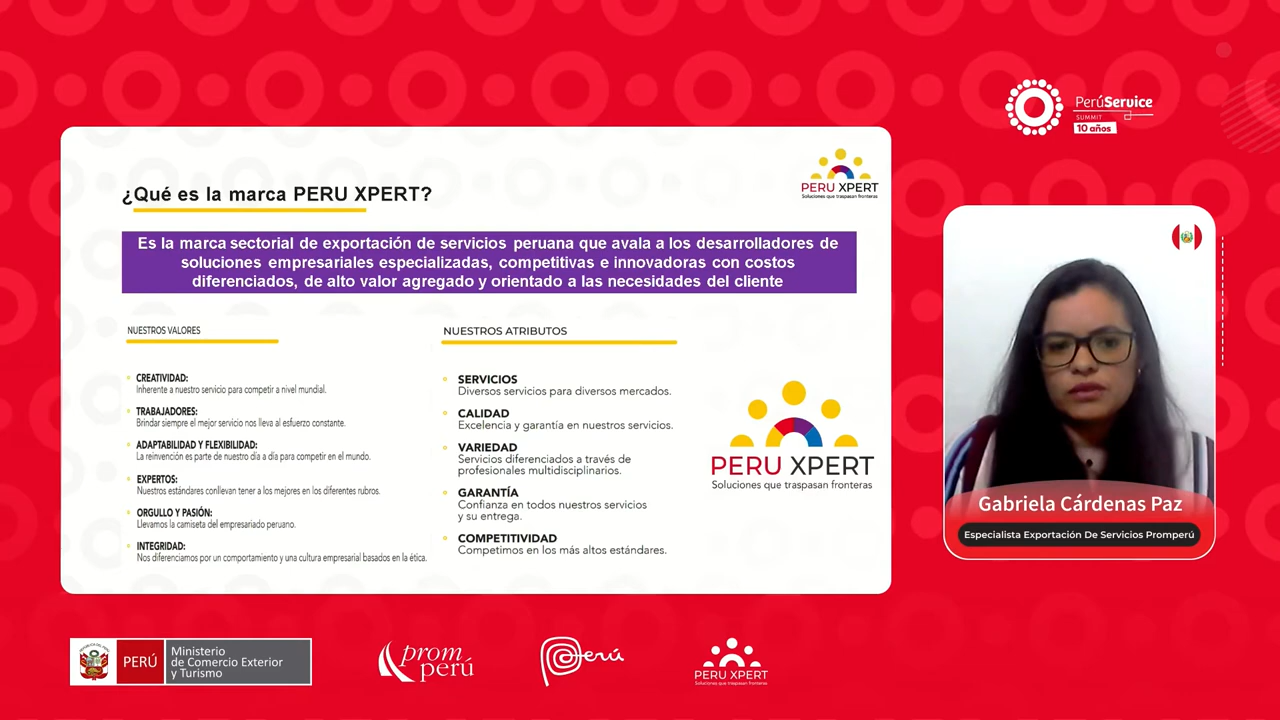 PerúService
SUMMIT
10 años
¿Qué es la marca PERU XPERT?
PERU XPERT
Soluciones que traspasan fronteras
Es la marca sectorial de exportación de servicios peruana que avala a los desarrolladores de
soluciones empresariales especializadas, competitivas e innovadoras con costos
diferenciados, de alto valor agregado y orientado a las necesidades del cliente
NUESTROS VALORES
CREATIVIDAD:
Inherente a nuestro servicio para competir a nivel mundial.
TRABAJADORES:
Brindar siempre el mejor servicio nos lleva al esfuerzo constante.
ADAPTABILIDAD Y FLEXIBILIDAD:
La reinvención es parte de nuestro día a día para competir en el mundo.
EXPERTOS:
Nuestros estándares conllevan tener a los mejores en los diferentes rubros.
ORGULLO Y PASIÓN:
Llevamos la camiseta del empresariado peruano.
INTEGRIDAD:
Nos diferenciamos por un comportamiento y una cultura empresarial basados en la ética.
NUESTROS ATRIBUTOS
SERVICIOS
Diversos servicios para diversos mercados.
CALIDAD
Excelencia y garantía en nuestros servicios.
VARIEDAD
Servicios diferenciados a través de
profesionales multidisciplinarios.
GARANTÍA
Confianza en todos nuestros servicios
y su entrega.
COMPETITIVIDAD
Competimos en los más altos estándares.
PERU XPERT
Soluciones que traspasan fronteras
Gabriela Cárdenas Paz
Especialista Exportación De Servicios Promperú
PERÚ
Ministerio
de Comercio Exterior
y Turismo
prom
perú
Perú
PERU XPERT
Soluciones que traspasan fronteras